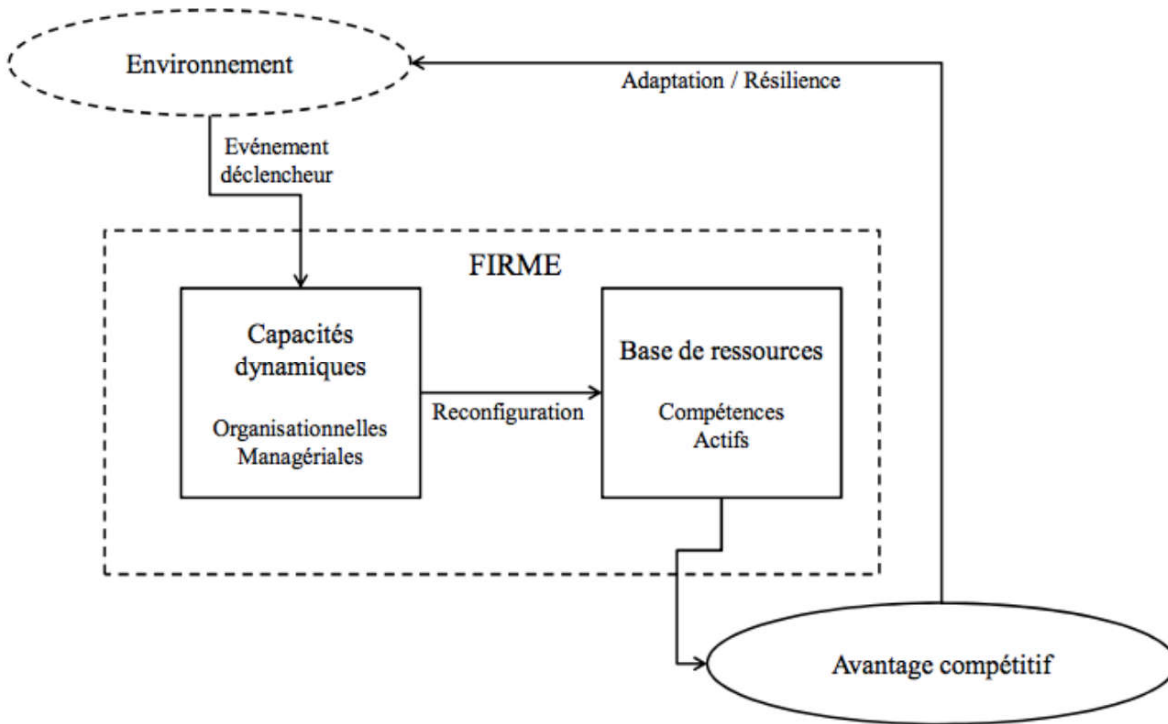 Environnement
Adaptation / Résilience
Evénement
déclencheur
FIRME
Capacités
dynamiques
Organisationnelles
Managériales
Reconfiguration
Base de ressources
Compétences
Actifs
Avantage compétitif